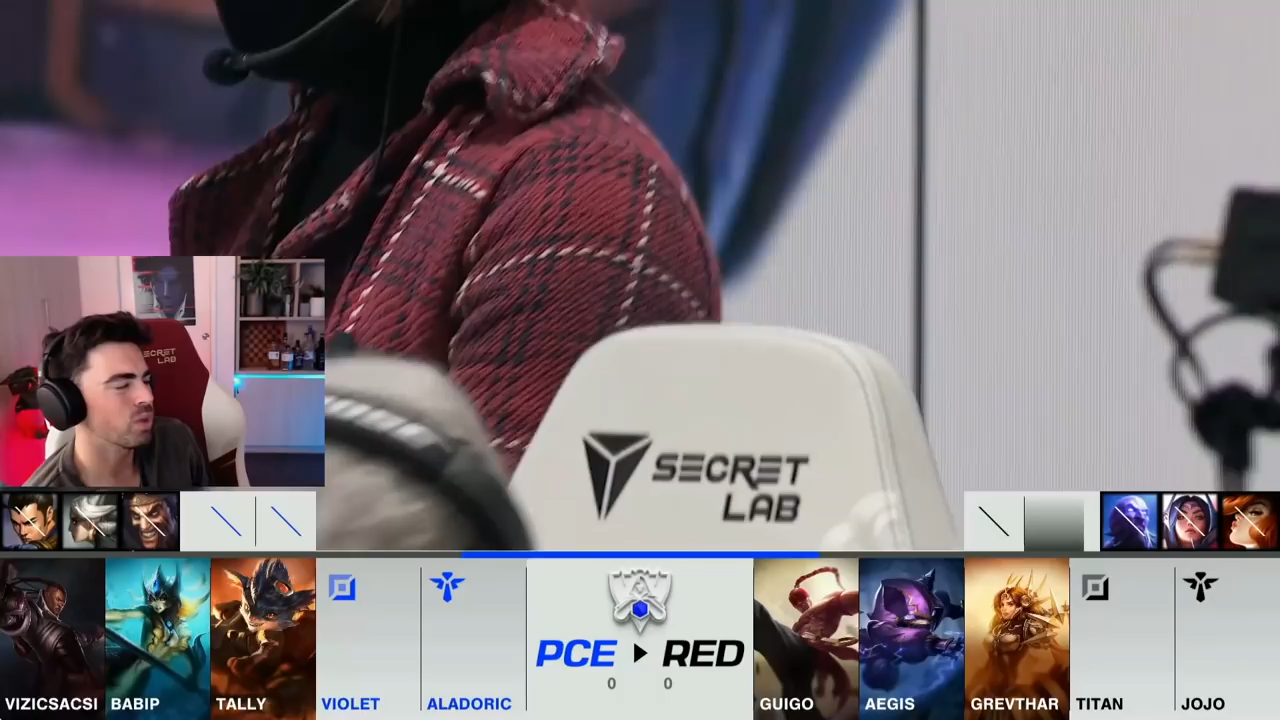 SECRET
LAB
SECRET
LAB
PCE RED
0 0
VIZICSACSI BABIP TALLY VIOLET ALADORIC GUIGO AEGIS GREVTHAR TITAN JOJO